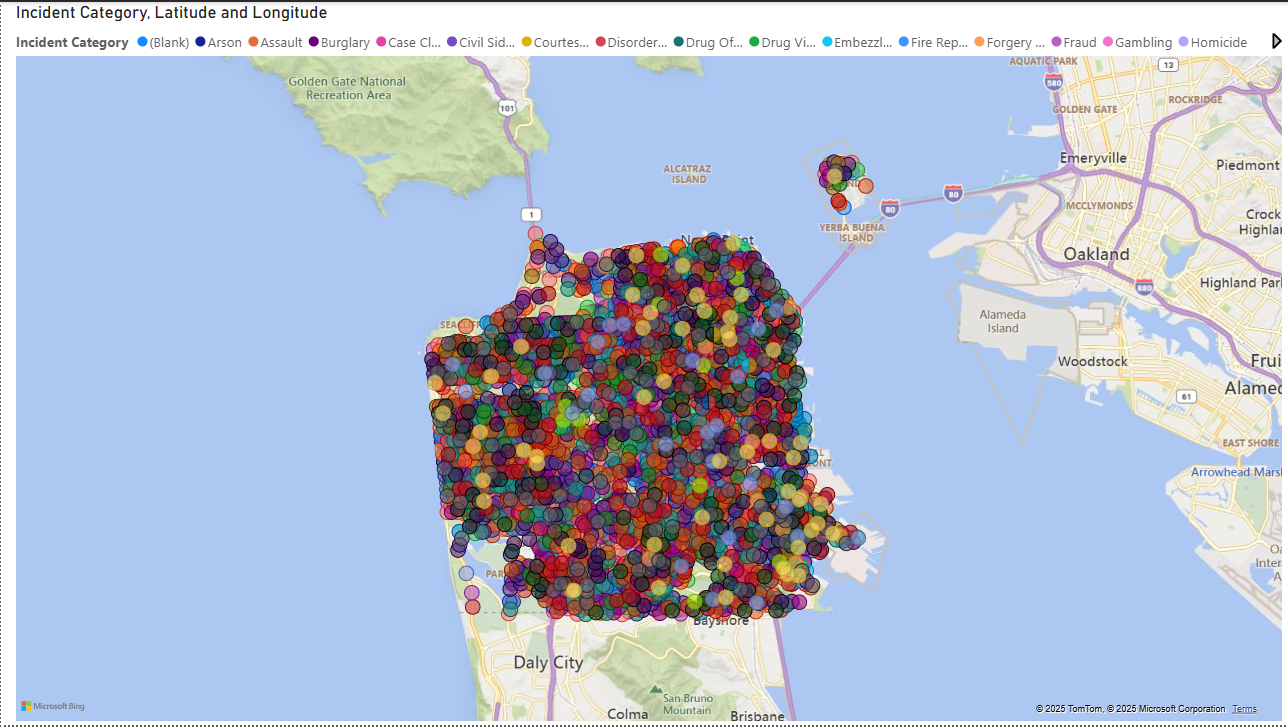 Incident Category, Latitude and Longitude
Incident Category (Blank) Arson Assault Burglary Case Cl... Civil Sid... Courtes... Disorder... Drug Of... Drug Vi... Embezzl... Fire Rep... Forgery ... Fraud Gambling Homicide
AQUATIC PARK
13
Golden Gate National
Recreation Area
580
ROCKRIDGE
101
GOLDEN GATE
Emeryville
Piedmont
ALCATRAZ
ISLAND
80
80
MCCLYMONDS
1
Crock
Highlan
YERBA BUENA
ISLAND
Oakland
Highland Par
880
Alameda
Island
SEACLIFF
Woodstock
Frui
Alamed
61
EAST SHORE
Arrowhead Mars
PAR
Bayshore
Daly City
San Bruno
Mountain
Colma
Brisbane
Microsoft Bing
© 2025 TomTom, © 2025 Microsoft Corporation Terms